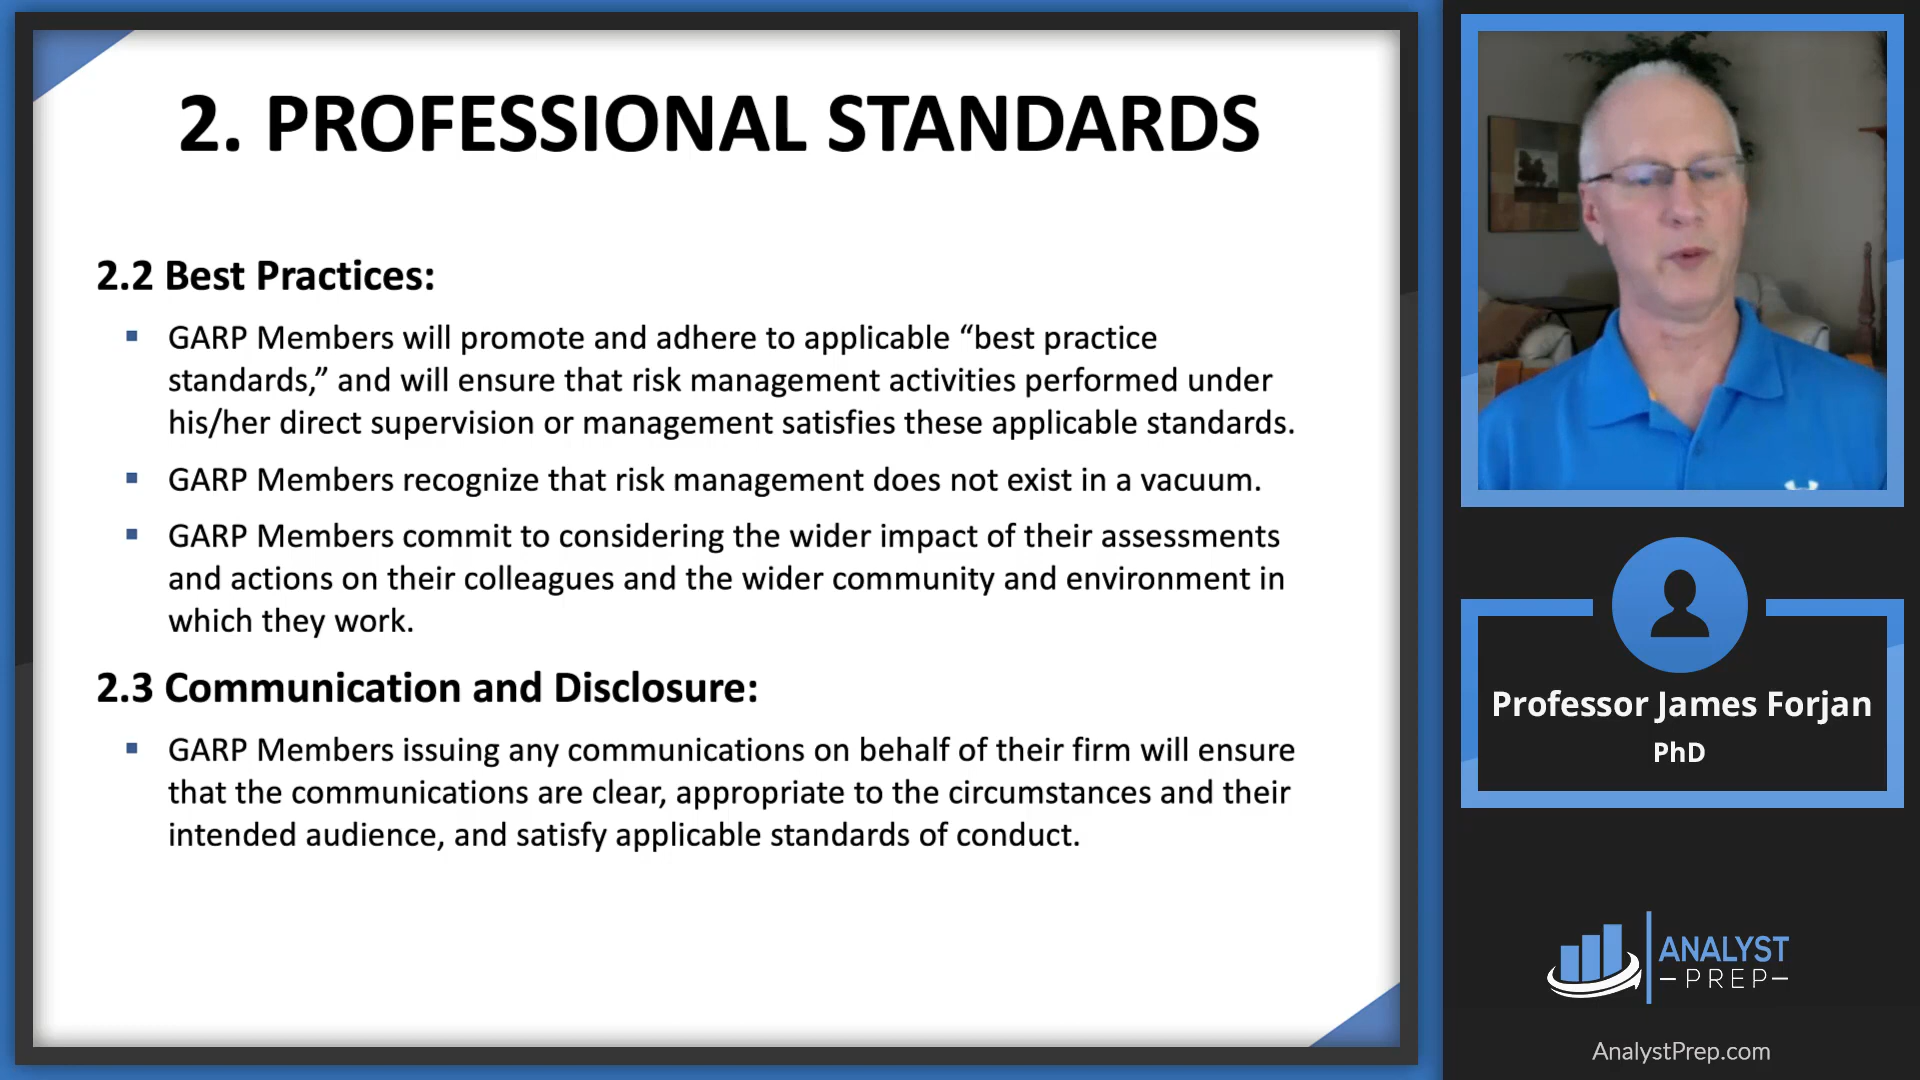 2. PROFESSIONAL STANDARDS
2.2 Best Practices:
GARP Members will promote and adhere to applicable “best practice
standards,” and will ensure that risk management activities performed under
his/her direct supervision or management satisfies these applicable standards.
GARP Members recognize that risk management does not exist in a vacuum.
GARP Members commit to considering the wider impact of their assessments
and actions on their colleagues and the wider community and environment in
which they work.
2.3 Communication and Disclosure:
GARP Members issuing any communications on behalf of their firm will ensure
that the communications are clear, appropriate to the circumstances and their
intended audience, and satisfy applicable standards of conduct.
Professor James Forjan
PhD
ANALYST
PREP
AnalystPrep.com